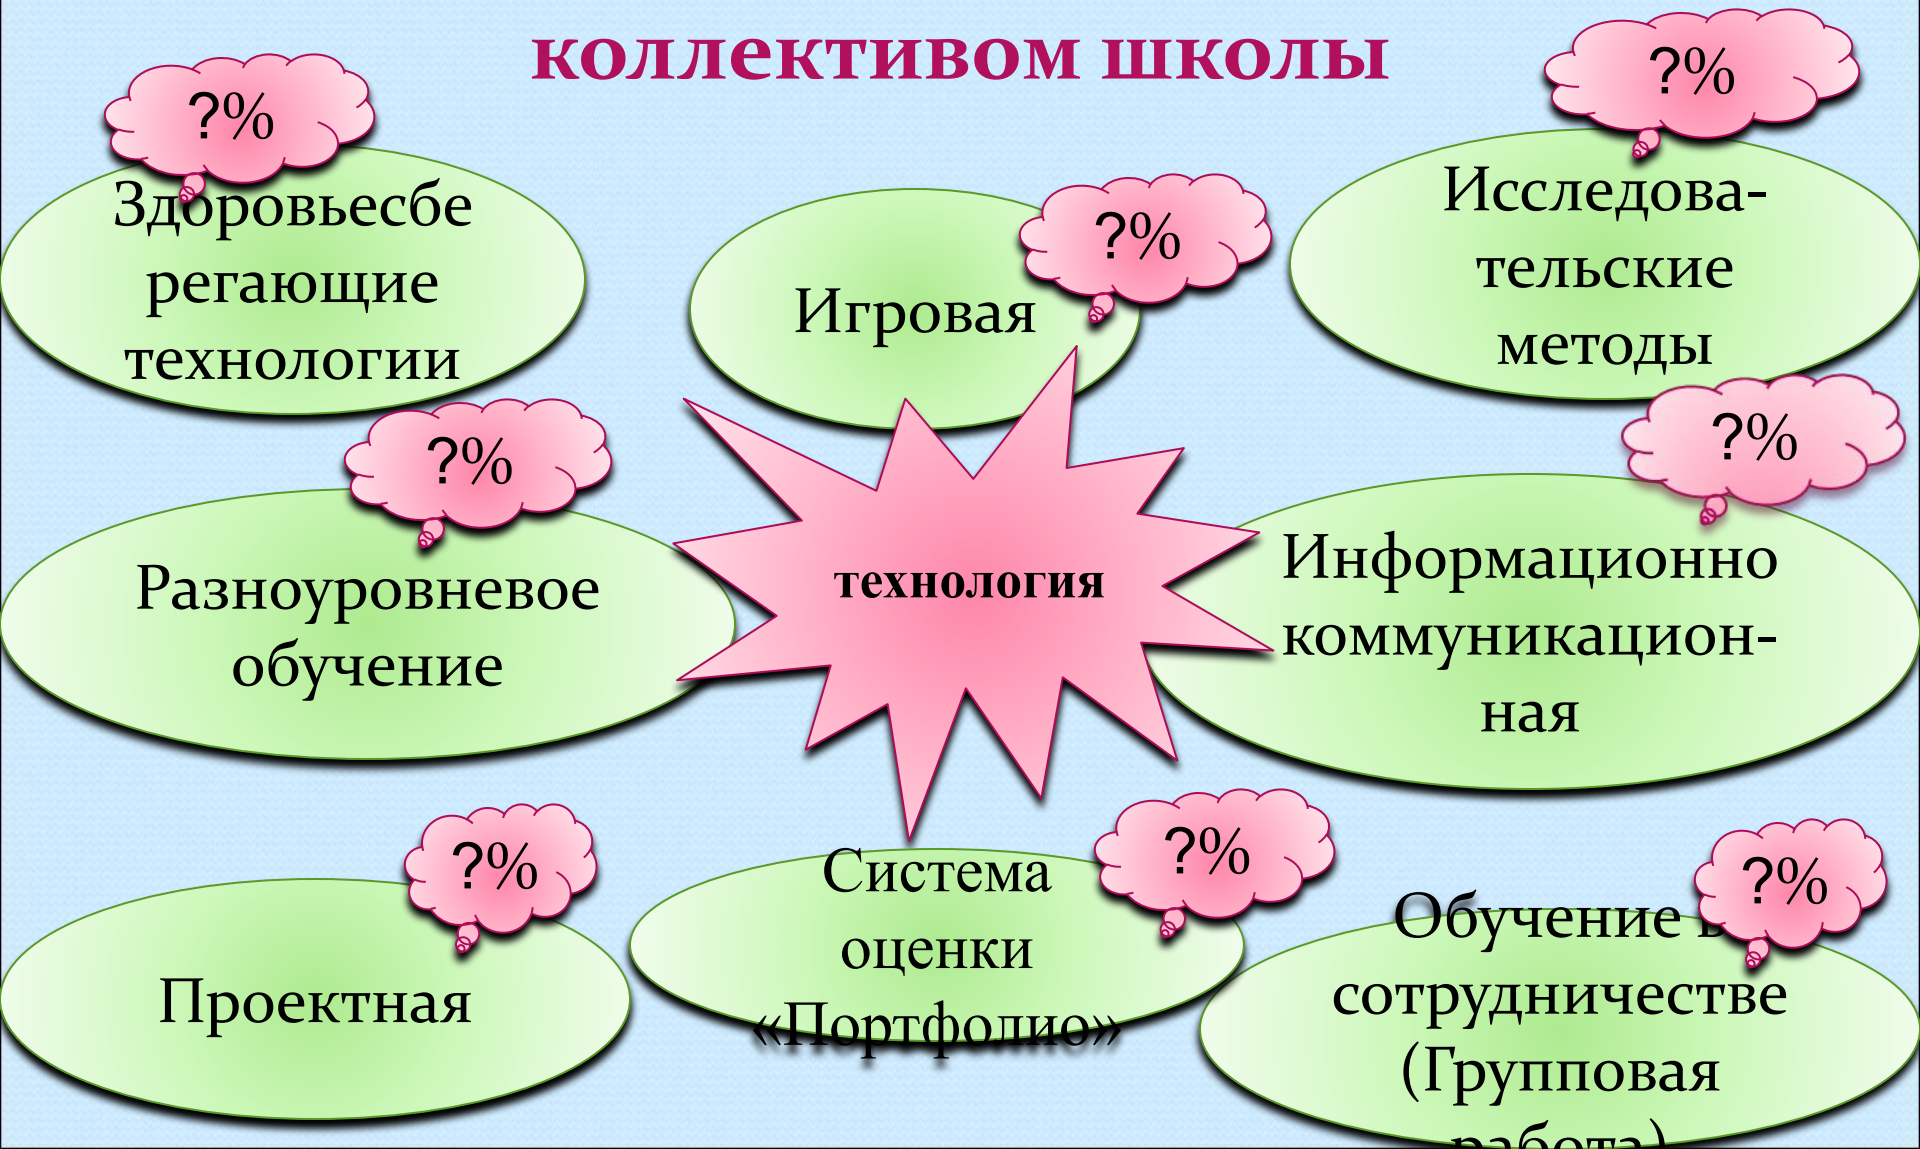 коллективом школы
?%
Здоровьесбе
регающие
технологии
?%
Игровая
?%
Исследова-
тельские
методы
?%
Разноуровневое
обучение
технология
?%
Информационно
коммуникацион-
ная
?%
Проектная
?%
Система
оценки
«Портфолио»
?%
Обучение в
сотрудничестве
(Групповая
работа)